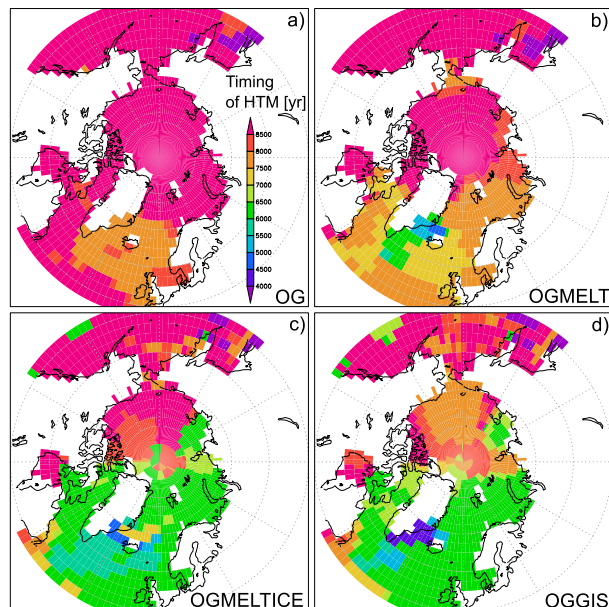 a)
Timing
of HTM [yr]
8500
8000
7500
7000
6500
6000
5500
5000
4500
4000
OG
b)
OGMELT
c)
OGMELTICE
d)
OGGIS